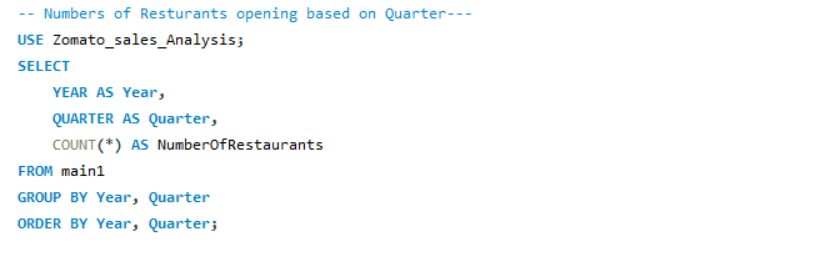 -- Numbers of Resturants opening based on Quarter---
USE Zomato_sales_Analysis;
SELECT
    YEAR AS Year,
    QUARTER AS Quarter,
    COUNT(*) AS NumberOfRestaurants
FROM main1
GROUP BY Year, Quarter
ORDER BY Year, Quarter;